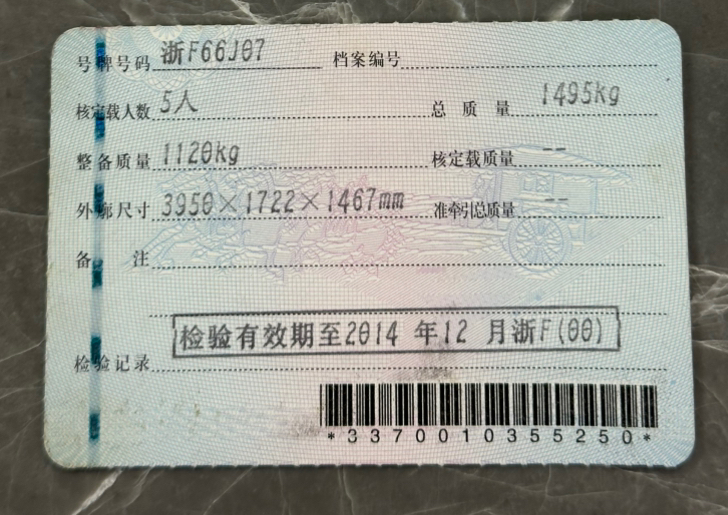 号牌号码 浙F66J07 档案编号
核定载人数 5人 总质量 1495kg
整备质量 1120kg 核定载质量 --
外廓尺寸 3950×1722×1467mm 准牵引总质量 --
备注
检验记录 检验有效期至2014 年12 月浙F(00)
*3370010355250*